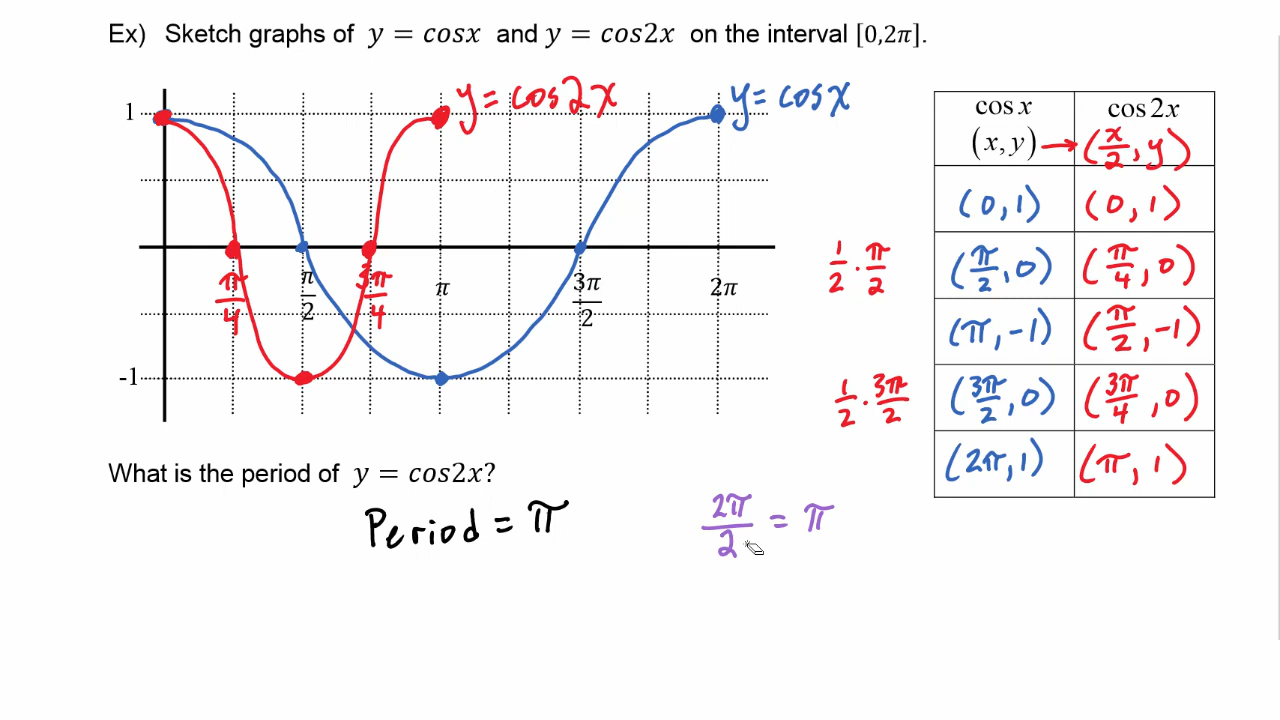 Ex) Sketch graphs of y = cosx and y = cos2x on the interval [0,2π].
y = cos2x
y = cosx
1
-1
π/4
π/2
3π/4
π
3π/2
2π
cos x
cos 2x
(x, y) → (x/2, y)
(0, 1)
(0, 1)
1/2 · π/2
(π/2, 0)
(π/4, 0)
(π, -1)
(π/2, -1)
1/2 · 3π/2
(3π/2, 0)
(3π/4, 0)
(2π, 1)
(π, 1)
What is the period of y = cos2x?
Period = π
2π/2 = π